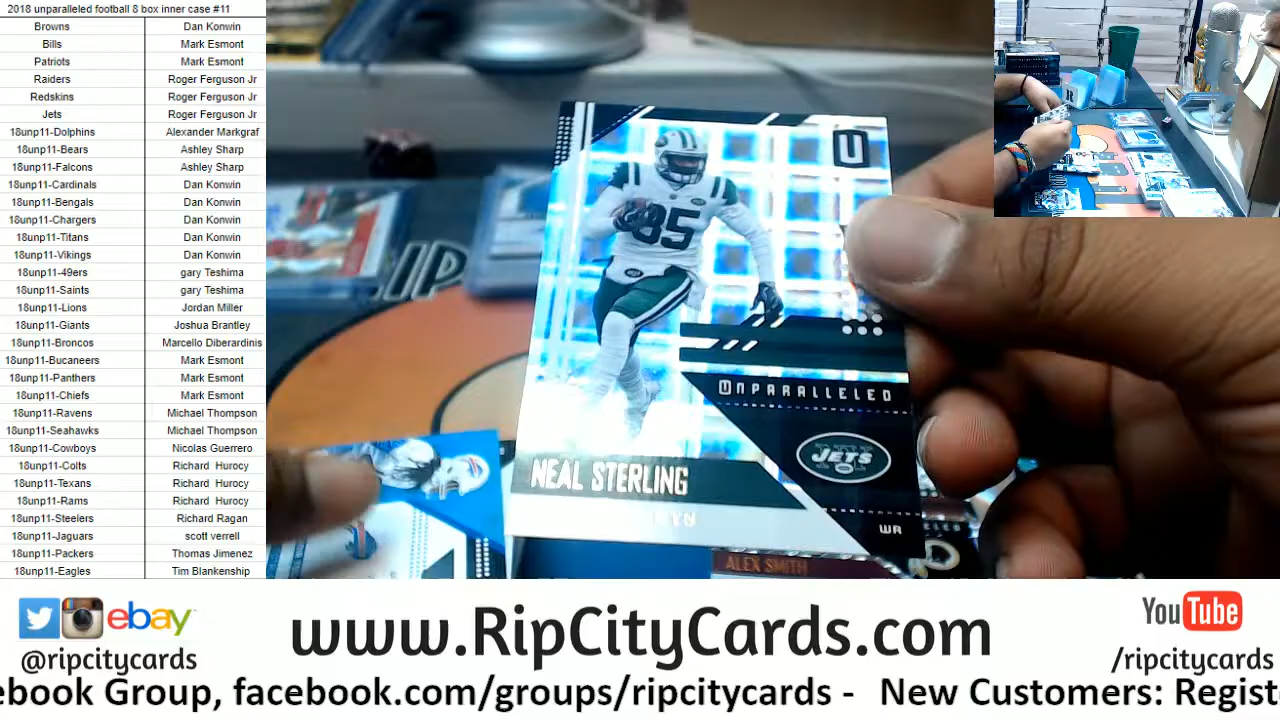 2018 unparalleled football 8 box inner case #11
Browns Dan Konwin
Bills Mark Esmont
Patriots Mark Esmont
Raiders Roger Ferguson Jr
Redskins Roger Ferguson Jr
Jets Roger Ferguson Jr
18unp11-Dolphins Alexander Markgraf
18unp11-Bears Ashley Sharp
18unp11-Falcons Ashley Sharp
18unp11-Cardinals Dan Konwin
18unp11-Bengals Dan Konwin
18unp11-Chargers Dan Konwin
18unp11-Titans Dan Konwin
18unp11-Vikings Dan Konwin
18unp11-49ers gary Teshima
18unp11-Saints gary Teshima
18unp11-Lions Jordan Miller
18unp11-Giants Joshua Brantley
18unp11-Broncos Marcello Diberardinis
18unp11-Bucaneers Mark Esmont
18unp11-Panthers Mark Esmont
18unp11-Chiefs Mark Esmont
18unp11-Ravens Michael Thompson
18unp11-Seahawks Michael Thompson
18unp11-Cowboys Nicolas Guerrero
18unp11-Colts Richard Hurocy
18unp11-Texans Richard Hurocy
18unp11-Rams Richard Hurocy
18unp11-Steelers Richard Ragan
18unp11-Jaguars scott verrell
18unp11-Packers Thomas Jimenez
18unp11-Eagles Tim Blankenship
U
85
UNPARALLELED
JETS
NEAL STERLING
WR
ALEX SMITH
RIP
ebay
@ripcitycards
www.RipCityCards.com
YouTube
/ripcitycards
ebook Group, facebook.com/groups/ripcitycards - New Customers: Regist